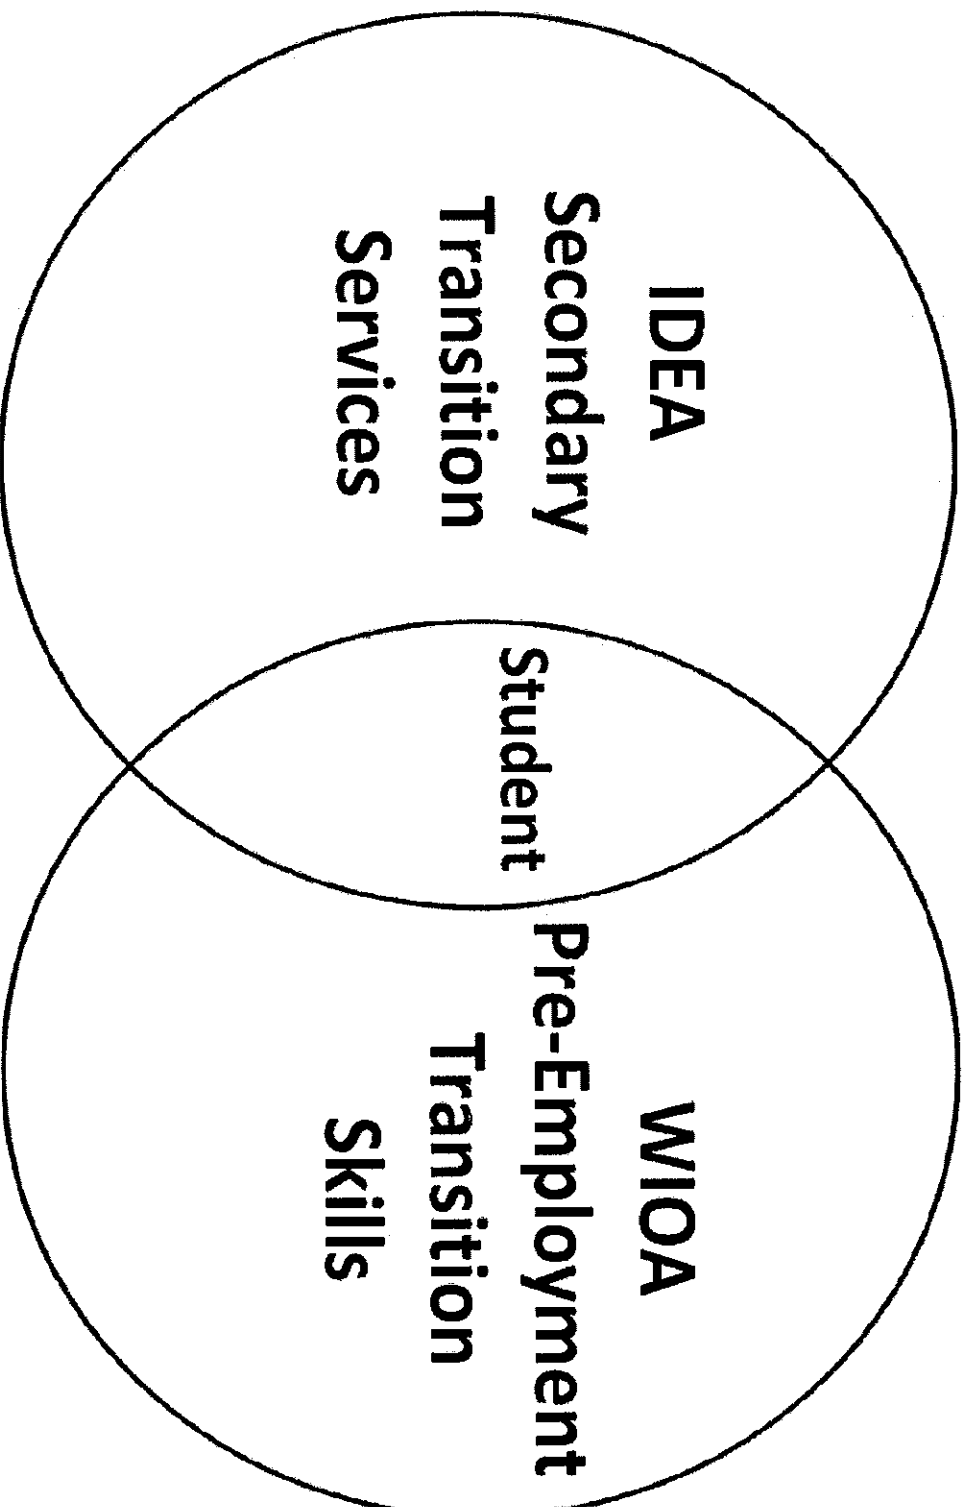 IDEA
Secondary
Transition
Services
Student
WIOA
Pre-Employment
Transition
Skills